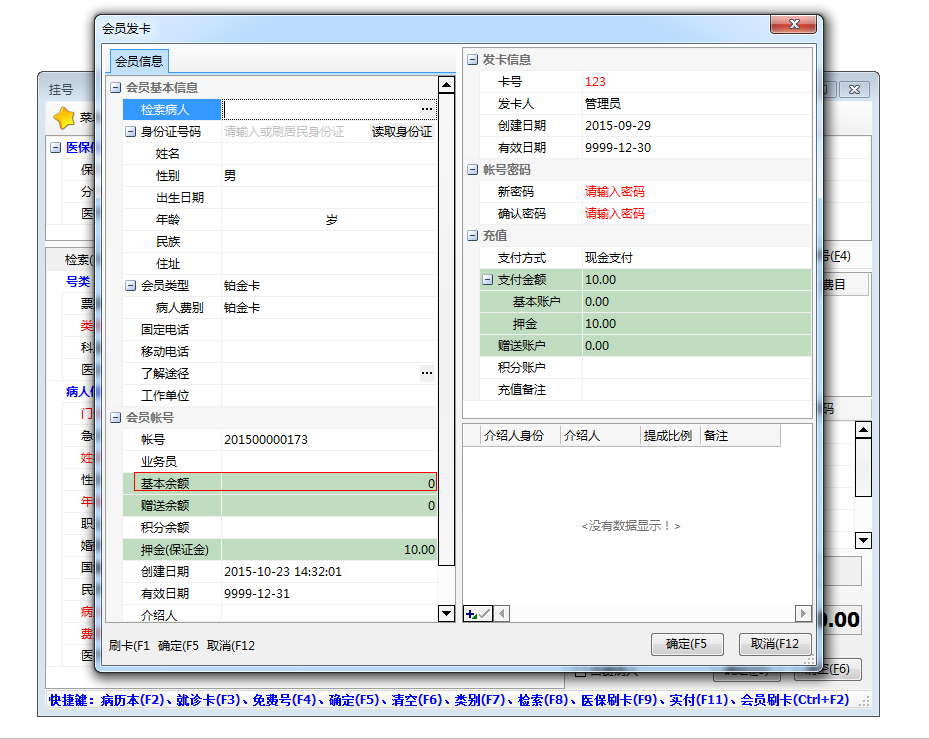 会员发卡
会员信息
会员基本信息
检索病人 ...
身份证号码 请输入或刷居民身份证 读取身份证
姓名
性别 男
出生日期
年龄 岁
民族
住址
会员类型 铂金卡
病人费别 铂金卡
固定电话
移动电话
了解途径 ...
工作单位
会员帐号
帐号 201500000173
业务员
基本余额 0
赠送余额 0
积分余额
押金(保证金) 10.00
创建日期 2015-10-23 14:32:01
有效日期 9999-12-31
介绍人
发卡信息
卡号 123
发卡人 管理员
创建日期 2015-09-29
有效日期 9999-12-30
帐号密码
新密码 请输入密码
确认密码 请输入密码
充值
支付方式 现金支付
支付金额 10.00
基本账户 0.00
押金 10.00
赠送账户 0.00
积分账户
充值备注
介绍人身份 介绍人 提成比例 备注
<没有数据显示！>
刷卡(F1 确定(F5 取消(F12
确定(F5 取消(F12
挂号
医保
检索(
号类
病人
号(F4)
费目
码
.00
(F6)
快捷键：病历本(F2)、就诊卡(F3)、免费号(F4)、确定(F5)、清空(F6)、类别(F7)、检索(F8)、医保刷卡(F9)、实付(F11)、会员刷卡(Ctrl+F2)